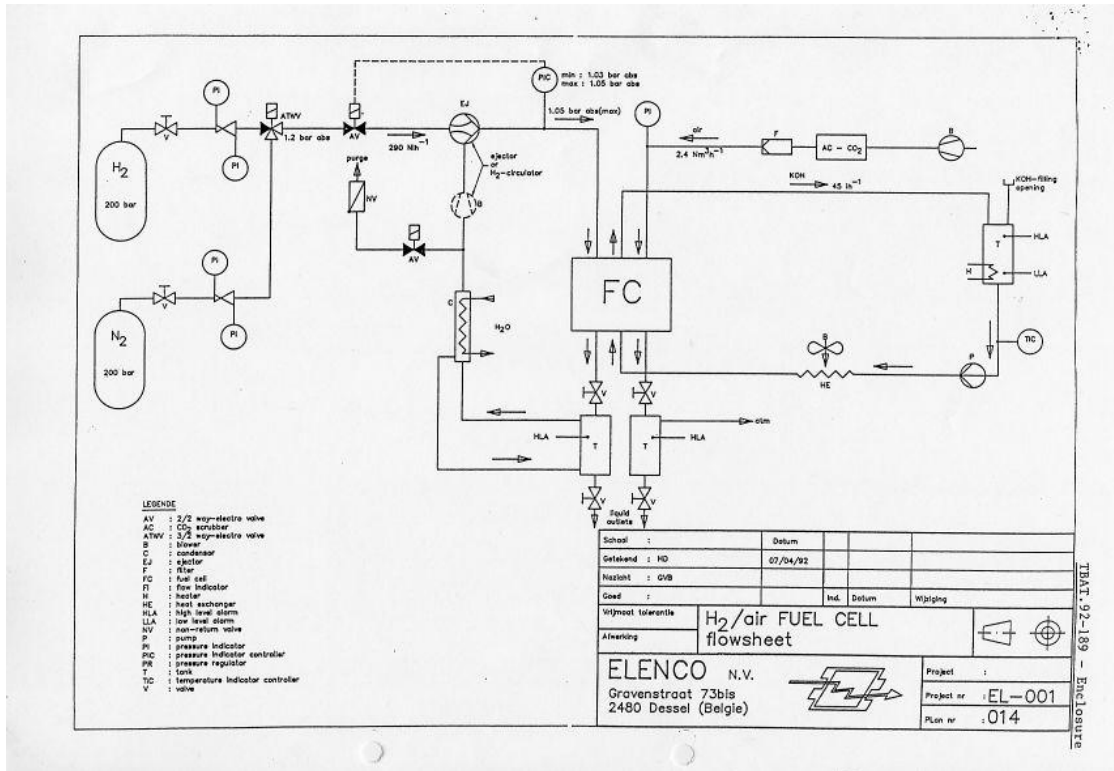 PIC
min : 1.03 bar abs
max : 1.05 bar abs
PI
ATWV
EJ
1.05 bar abs(max)
PI
V
1.2 bar abs
AV
290 Nlh⁻¹
air
F
AC - CO₂
B
2.4 Nm³h⁻¹
H₂
PI
purge
ejector
or
H₂-circulator
KOH
45 lh⁻¹
KOH-filling
opening
200 bar
NV
B
T
HLA
AV
H
LLA
PI
FC
V
C
H₂O
N₂
PI
TIC
B
P
200 bar
HE
V
V
HLA
T
T
HLA
atm
V
V
liquid
outlets
LEGENDE
AV : 2/2 way-electro valve
AC : CO₂ scrubber
ATWV : 3/2 way-electro valve
B : blower
C : condensor
EJ : ejector
F : filter
FC : fuel cell
FI : flow indicator
H : heater
HE : heat exchanger
HLA : high level alarm
LLA : low level alarm
NV : non-return valve
P : pump
PI : pressure indicator
PIC : pressure indicator controller
PR : pressure regulator
T : tank
TIC : temperature indicator controller
V : valve
School :
Datum
Getekend : HD
07/04/92
Nazicht : GVB
Goed :
Ind. Datum Wijziging
Vrijmaat tolerantie
Afwerking
H₂/air FUEL CELL
flowsheet
ELENCO N.V.
Gravenstraat 73bis
2480 Dessel (Belgie)
Project :
Project nr : EL-001
PLan nr : 014
TBAT.92-189 - Enclosure